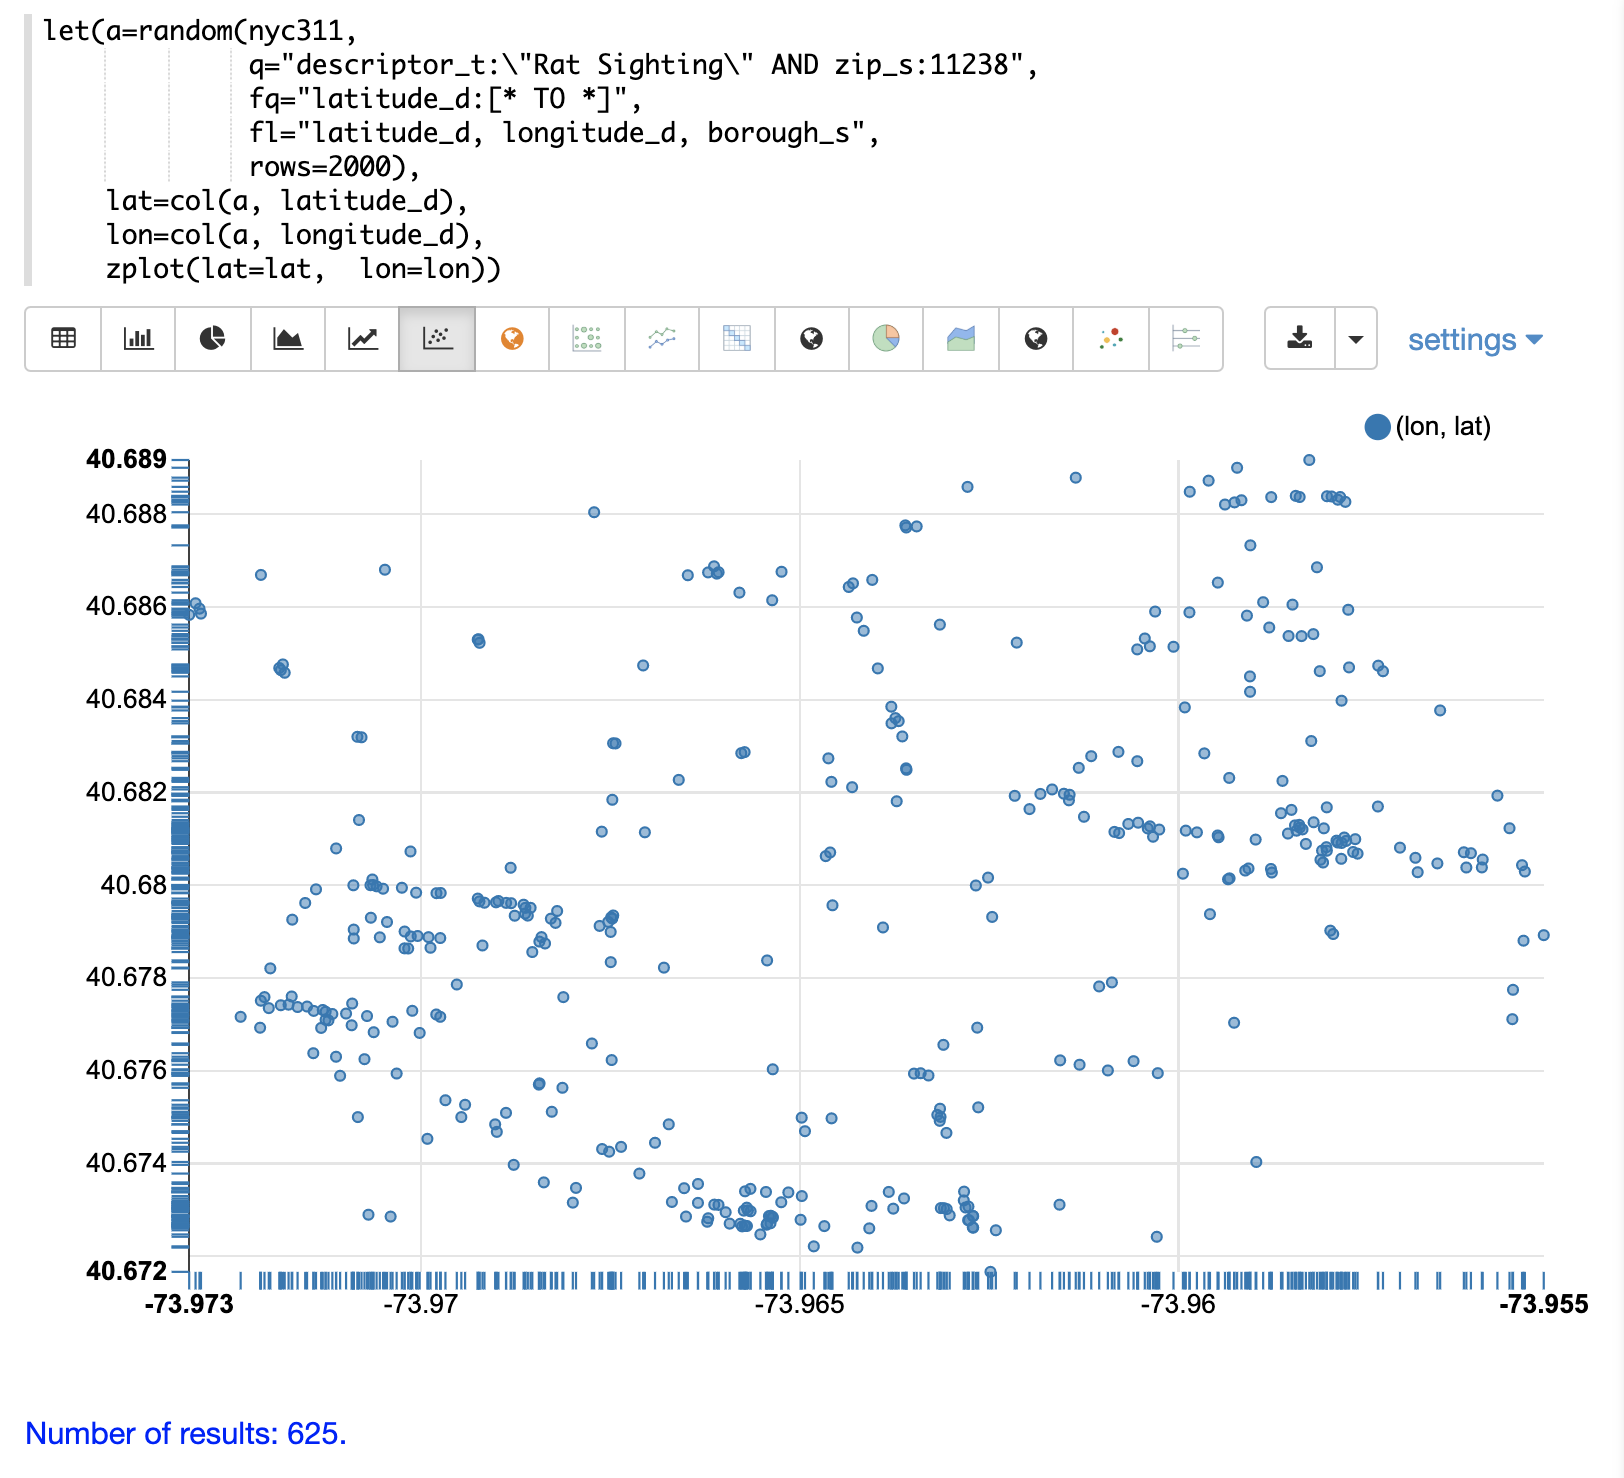 let(a=random(nyc311,
q="descriptor_t:\"Rat Sighting\" AND zip_s:11238",
fq="latitude_d:[* TO *]",
fl="latitude_d, longitude_d, borough_s",
rows=2000),
lat=col(a, latitude_d),
lon=col(a, longitude_d),
zplot(lat=lat,  lon=lon))
settings
(lon, lat)
40.689
40.688
40.686
40.684
40.682
40.68
40.678
40.676
40.674
40.672
-73.973 -73.97 -73.965 -73.96 -73.955
Number of results: 625.